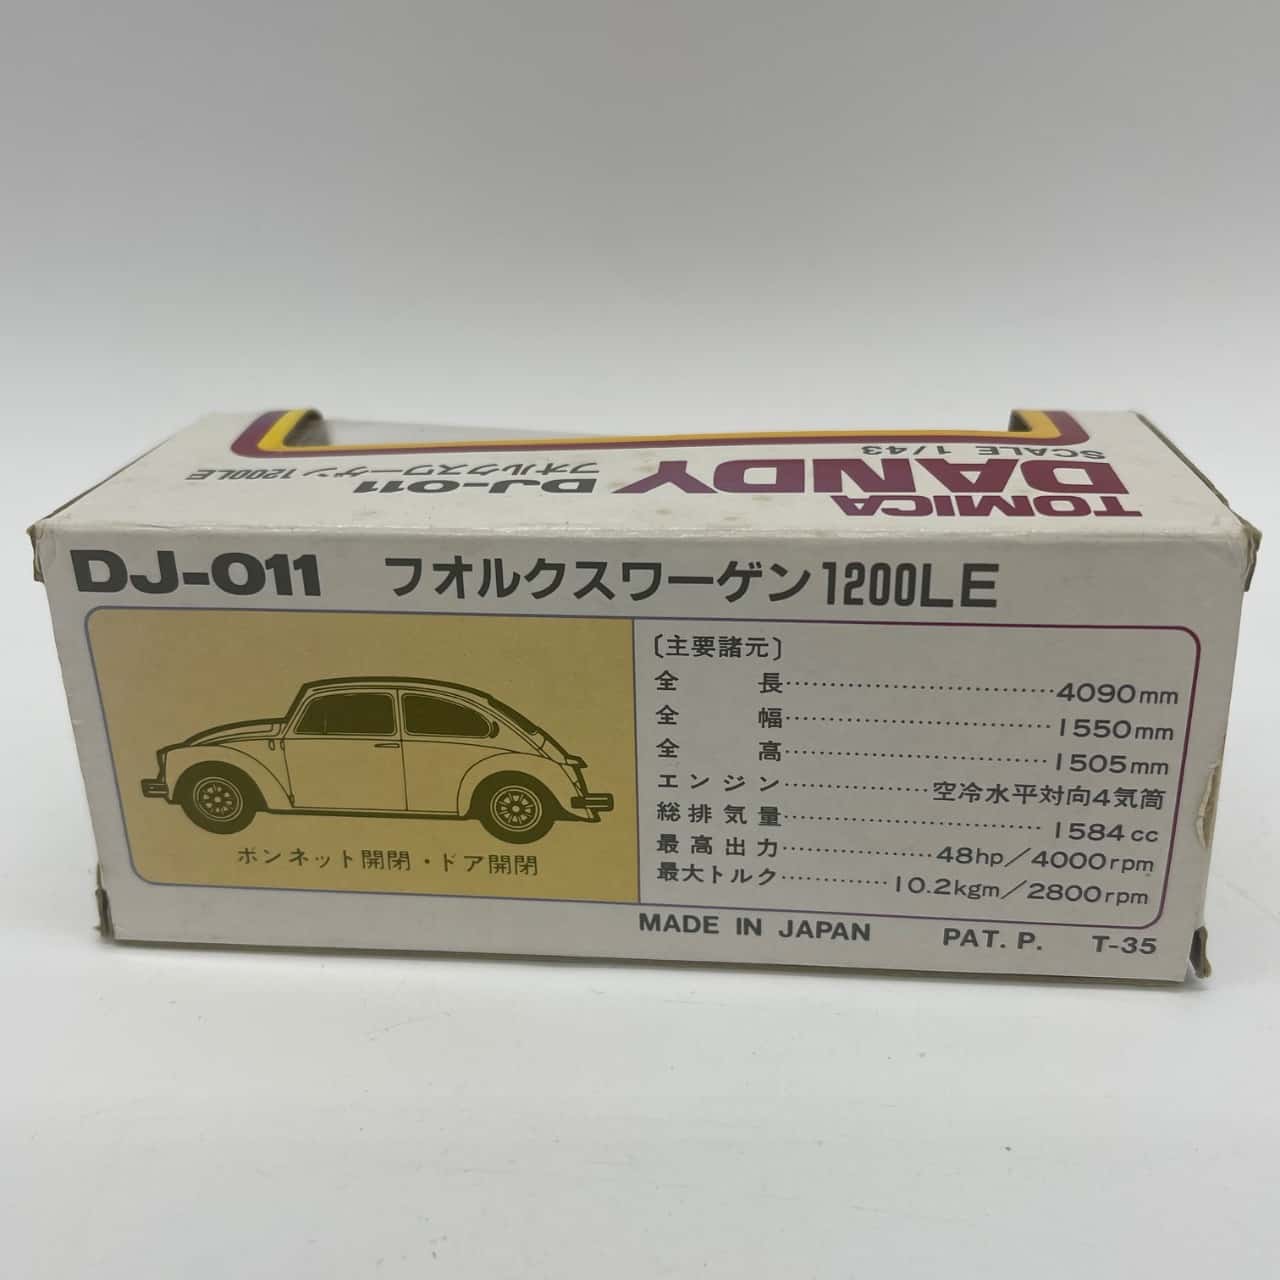 TOMICA
DANDY
SCALE 1/43
DJ-011
フォルクスワーゲン 1200LE
DJ-011 フオルクスワーゲン1200LE
ボンネット開閉・ドア開閉
〔主要諸元〕
全長……………………4090mm
全幅……………………1550mm
全高……………………1505mm
エンジン……………空冷水平対向4気筒
総排気量……………………1584cc
最高出力……………48hp/4000rpm
最大トルク…………10.2kgm/2800rpm
MADE IN JAPAN PAT. P. T-35